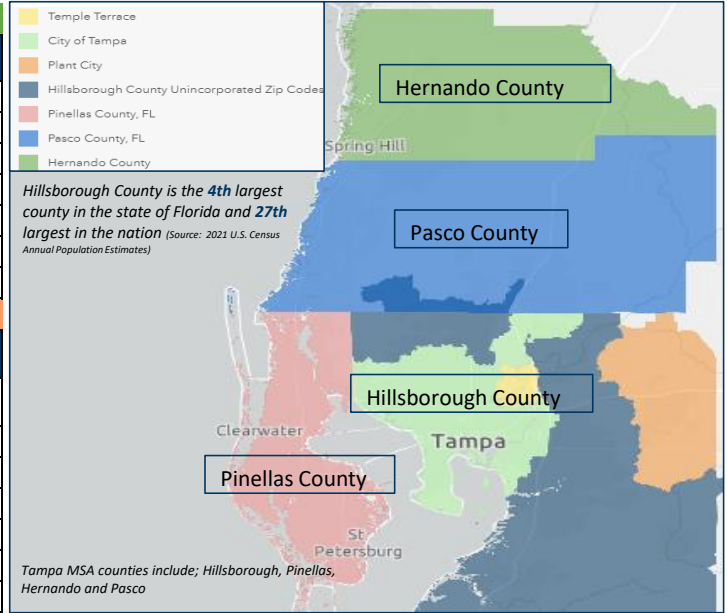 Temple Terrace
City of Tampa
Plant City
Hillsborough County Unincorporated Zip Codes
Pinellas County, FL
Pasco County, FL
Hernando County
Hernando County
Spring Hill
Hillsborough County is the 4th largest
county in the state of Florida and 27th
largest in the nation (Source: 2021 U.S. Census
Annual Population Estimates)
Pasco County
Hillsborough County
Clearwater
Tampa
Pinellas County
St
Petersburg
Tampa MSA counties include; Hillsborough, Pinellas,
Hernando and Pasco